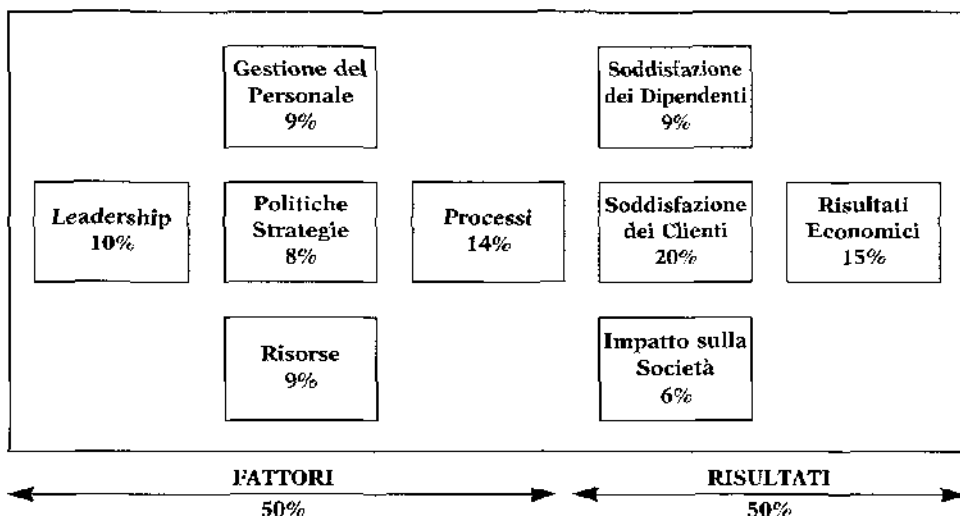 Gestione del
Personale
9%
Soddisfazione
dei Dipendenti
9%
Leadership
10%
Politiche
Strategie
8%
Processi
14%
Soddisfazione
dei Clienti
20%
Risultati
Economici
15%
Risorse
9%
Impatto sulla
Società
6%
FATTORI
50%
RISULTATI
50%